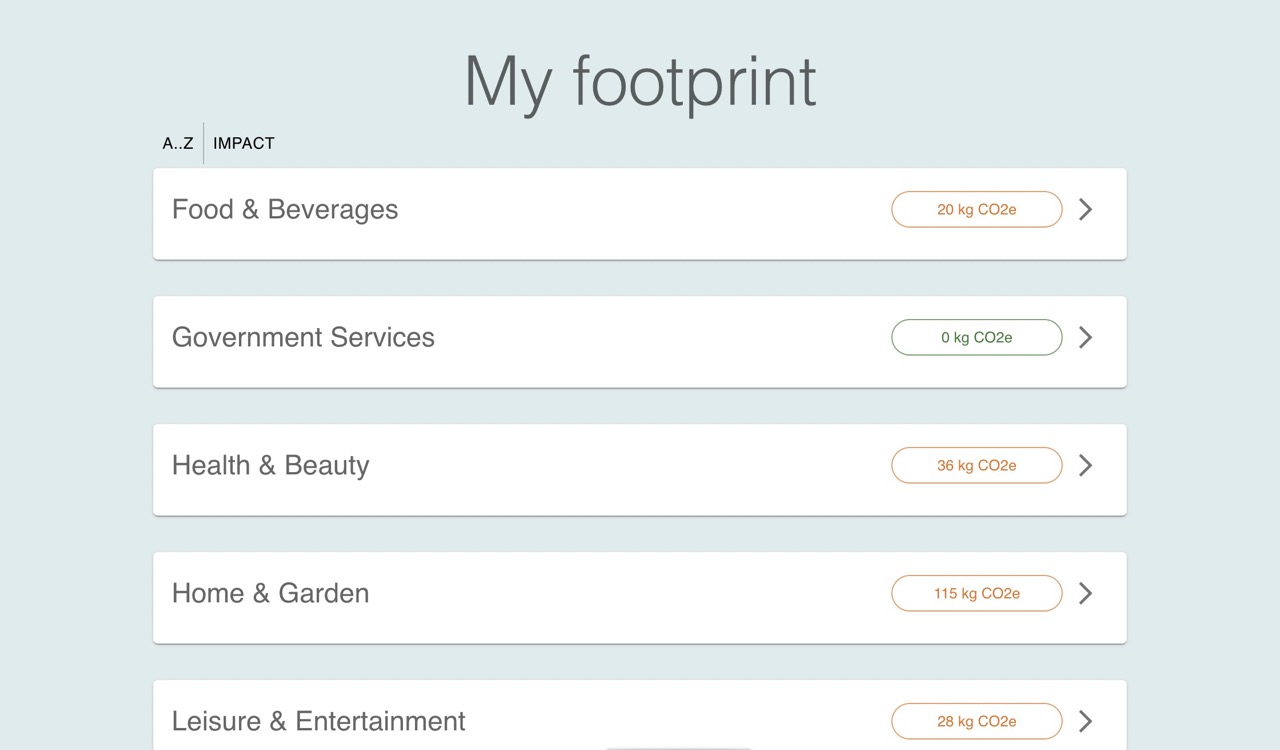 My footprint
A..Z IMPACT
Food & Beverages 20 kg CO2e
Government Services 0 kg CO2e
Health & Beauty 36 kg CO2e
Home & Garden 115 kg CO2e
Leisure & Entertainment 28 kg CO2e